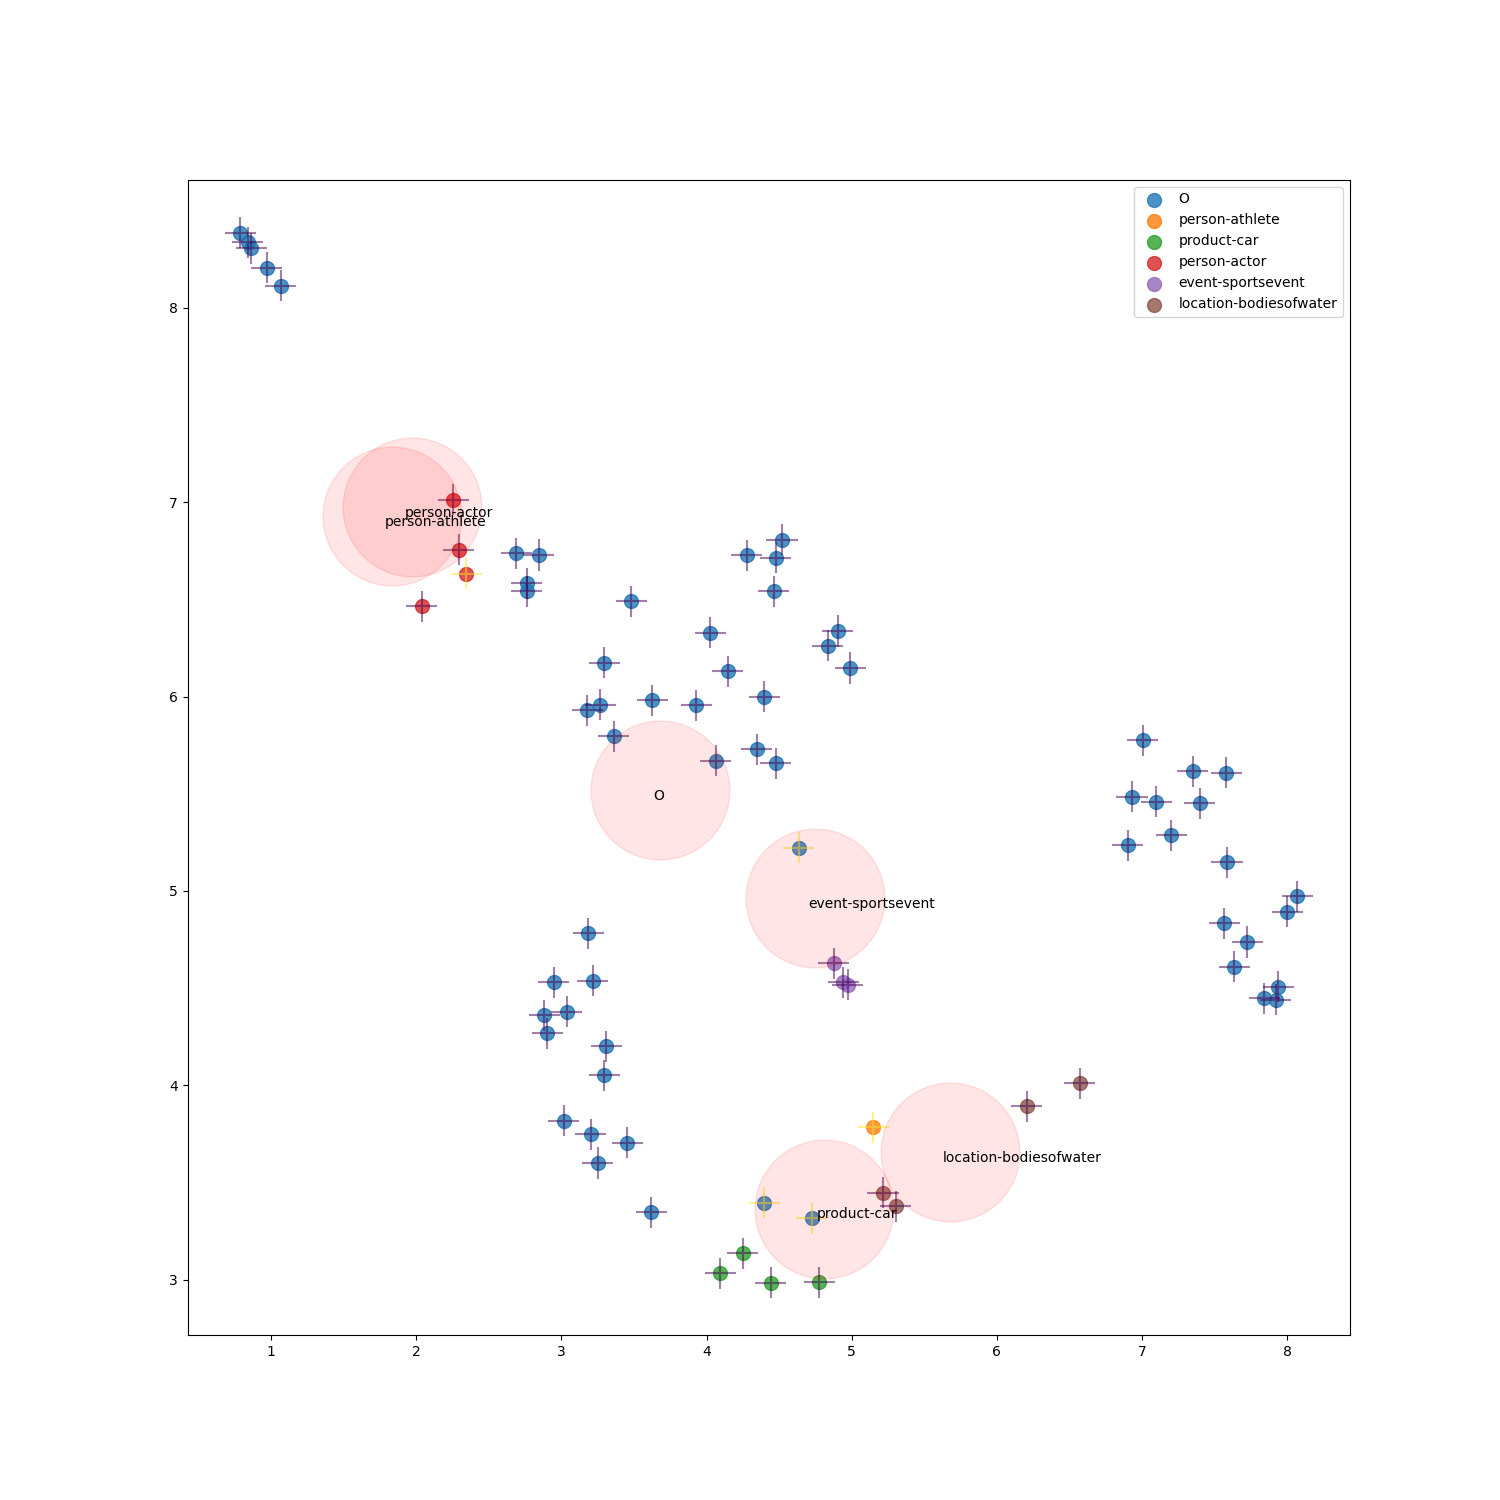 O
person-athlete
product-car
person-actor
event-sportsevent
location-bodiesofwater
8
7
person-actor
person-athlete
6
O
5
event-sportsevent
4
location-bodiesofwater
product-car
3
1 2 3 4 5 6 7 8